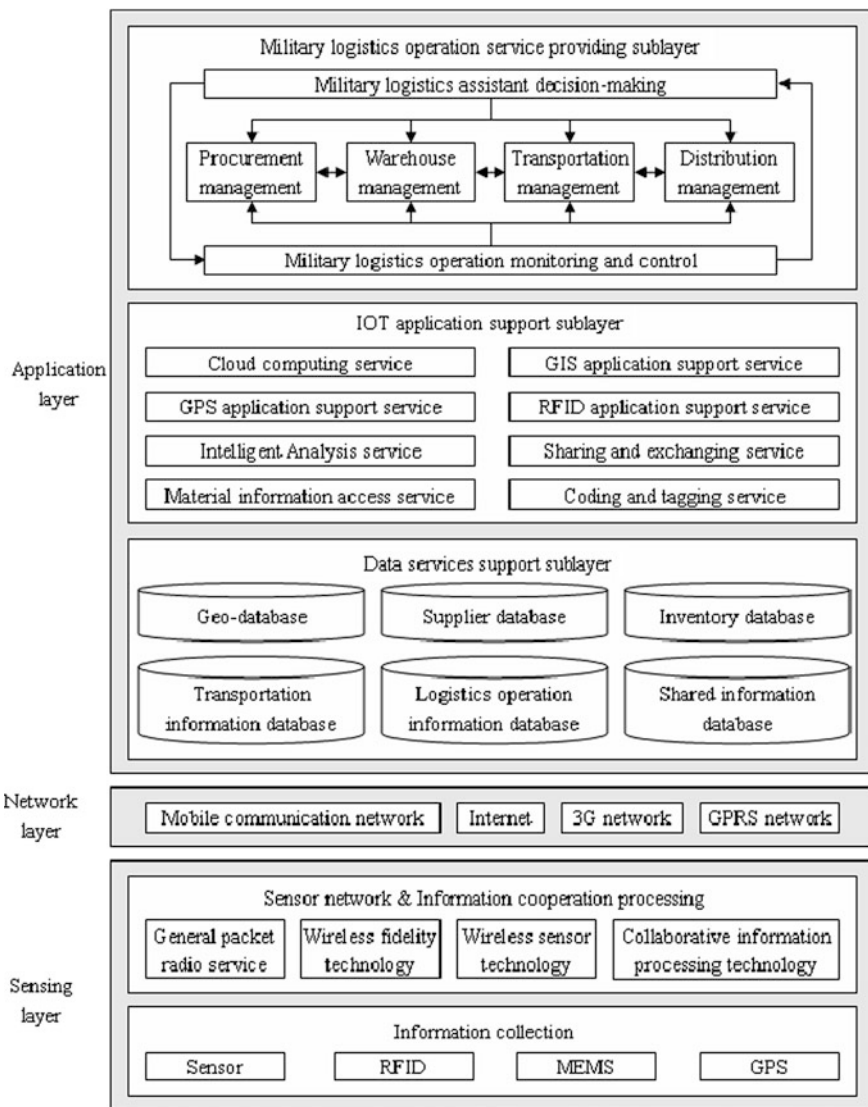 Military logistics operation service providing sublayer
Military logistics assistant decision-making
Procurement
management
Warehouse
management
Transportation
management
Distribution
management
Military logistics operation monitoring and control
Application
layer
IOT application support sublayer
Cloud computing service
GIS application support service
GPS application support service
RFID application support service
Intelligent Analysis service
Sharing and exchanging service
Material information access service
Coding and tagging service
Data services support sublayer
Geo-database
Supplier database
Inventory database
Transportation
information database
Logistics operation
information database
Shared information
database
Network
layer
Mobile communication network
Internet
3G network
GPRS network
Sensing
layer
Sensor network & Information cooperation processing
General packet
radio service
Wireless fidelity
technology
Wireless sensor
technology
Collaborative information
processing technology
Information collection
Sensor
RFID
MEMS
GPS